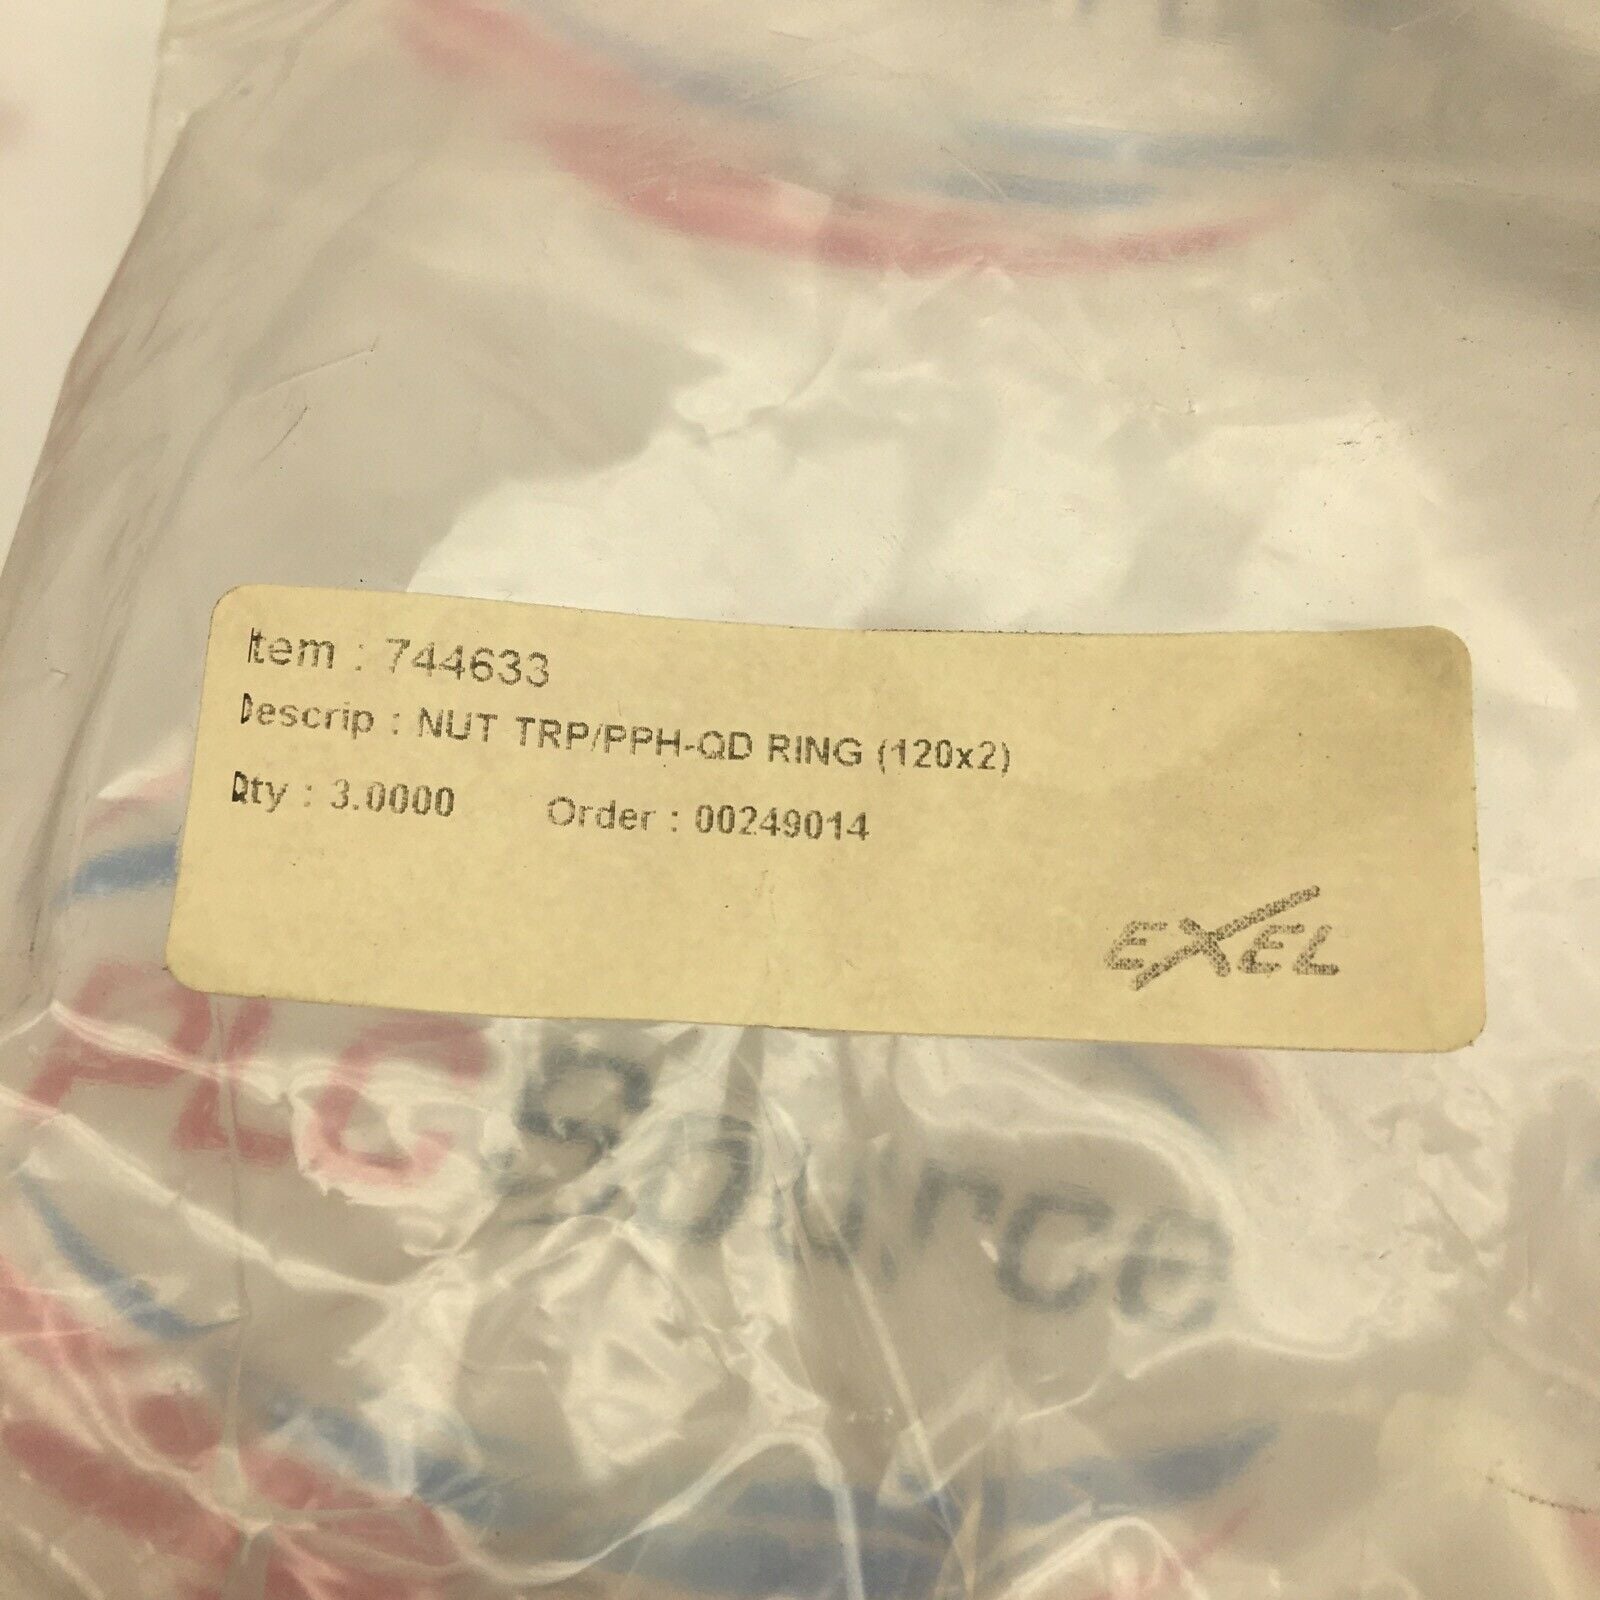 Item : 744633
Descrip : NUT TRP/PPH-QD RING (120x2)
Qty : 3.0000 Order : 00249014
EXEL
PLC Source